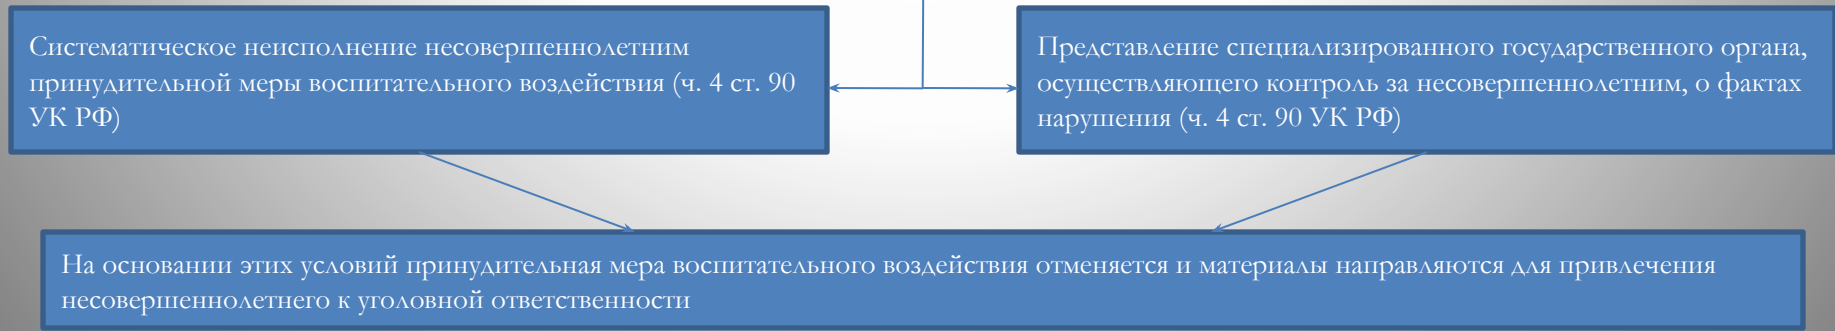 Систематическое неисполнение несовершеннолетним
принудительной меры воспитательного воздействия (ч. 4 ст. 90
УК РФ)
Представление специализированного государственного органа,
осуществляющего контроль за несовершеннолетним, о фактах
нарушения (ч. 4 ст. 90 УК РФ)
На основании этих условий принудительная мера воспитательного воздействия отменяется и материалы направляются для привлечения
несовершеннолетнего к уголовной ответственности